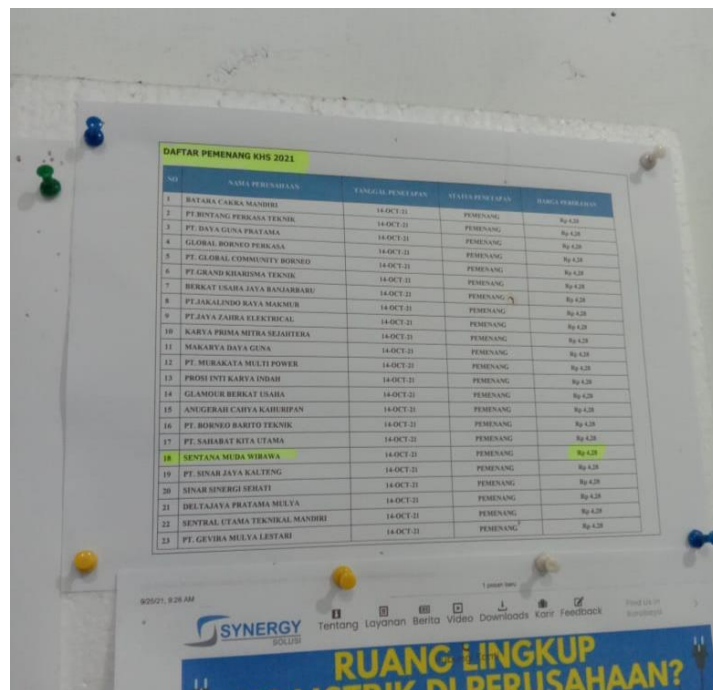 DAFTAR PEMENANG KHS 2021
NO NAMA PERUSAHAAN TANGGAL PENETAPAN STATUS PENETAPAN HARGA PERKIRAAN
1 BATARA CAKRA MANDIRI 14-OCT-21 PEMENANG Rp 4,28
2 PT.BINTANG PERKASA TEKNIK 14-OCT-21 PEMENANG Rp 4,28
3 PT. DAYA GUNA PRATAMA 14-OCT-21 PEMENANG Rp 4,28
4 GLOBAL BORNEO PERKASA 14-OCT-21 PEMENANG Rp 4,28
5 PT. GLOBAL COMMUNITY BORNEO 14-OCT-21 PEMENANG Rp 4,28
6 PT.GRAND KHARISMA TEKNIK 14-OCT-21 PEMENANG Rp 4,28
7 BERKAT USAHA JAYA BANJARBARU 14-OCT-21 PEMENANG Rp 4,28
8 PT.JAKALINDO RAYA MAKMUR 14-OCT-21 PEMENANG Rp 4,28
9 PT.JAYA ZAHRA ELEKTRICAL 14-OCT-21 PEMENANG Rp 4,28
10 KARYA PRIMA MITRA SEJAHTERA 14-OCT-21 PEMENANG Rp 4,28
11 MAKARYA DAYA GUNA 14-OCT-21 PEMENANG Rp 4,28
12 PT. MURAKATA MULTI POWER 14-OCT-21 PEMENANG Rp 4,28
13 PROSI INTI KARYA INDAH 14-OCT-21 PEMENANG Rp 4,28
14 GLAMOUR BERKAT USAHA 14-OCT-21 PEMENANG Rp 4,28
15 ANUGERAH CAHYA KAHURIPAN 14-OCT-21 PEMENANG Rp 4,28
16 PT. BORNEO BARITO TEKNIK 14-OCT-21 PEMENANG Rp 4,28
17 PT. SAHABAT KITA UTAMA 14-OCT-21 PEMENANG Rp 4,28
18 SENTANA MUDA WIBAWA 14-OCT-21 PEMENANG Rp 4,28
19 PT. SINAR JAYA KALTENG 14-OCT-21 PEMENANG Rp 4,28
20 SINAR SINERGI SEHATI 14-OCT-21 PEMENANG Rp 4,28
21 DELTAJAYA PRATAMA MULYA 14-OCT-21 PEMENANG Rp 4,28
22 SENTRAL UTAMA TEKNIKAL MANDIRI 14-OCT-21 PEMENANG Rp 4,28
23 PT. GEVIRA MULYA LESTARI 14-OCT-21 PEMENANG Rp 4,28
9/25/21, 9:26 AM
SYNERGY
SOLUSI
Tentang Layanan Berita Video Downloads Karir Feedback
Find Us In
RUANG LINGKUP
LISTRIK DI PERUSAHAAN?